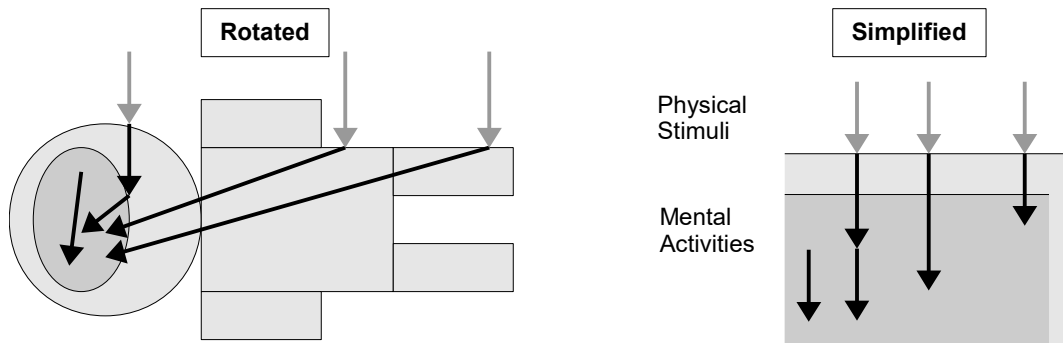 Rotated
Simplified
Physical
Stimuli
Mental
Activities